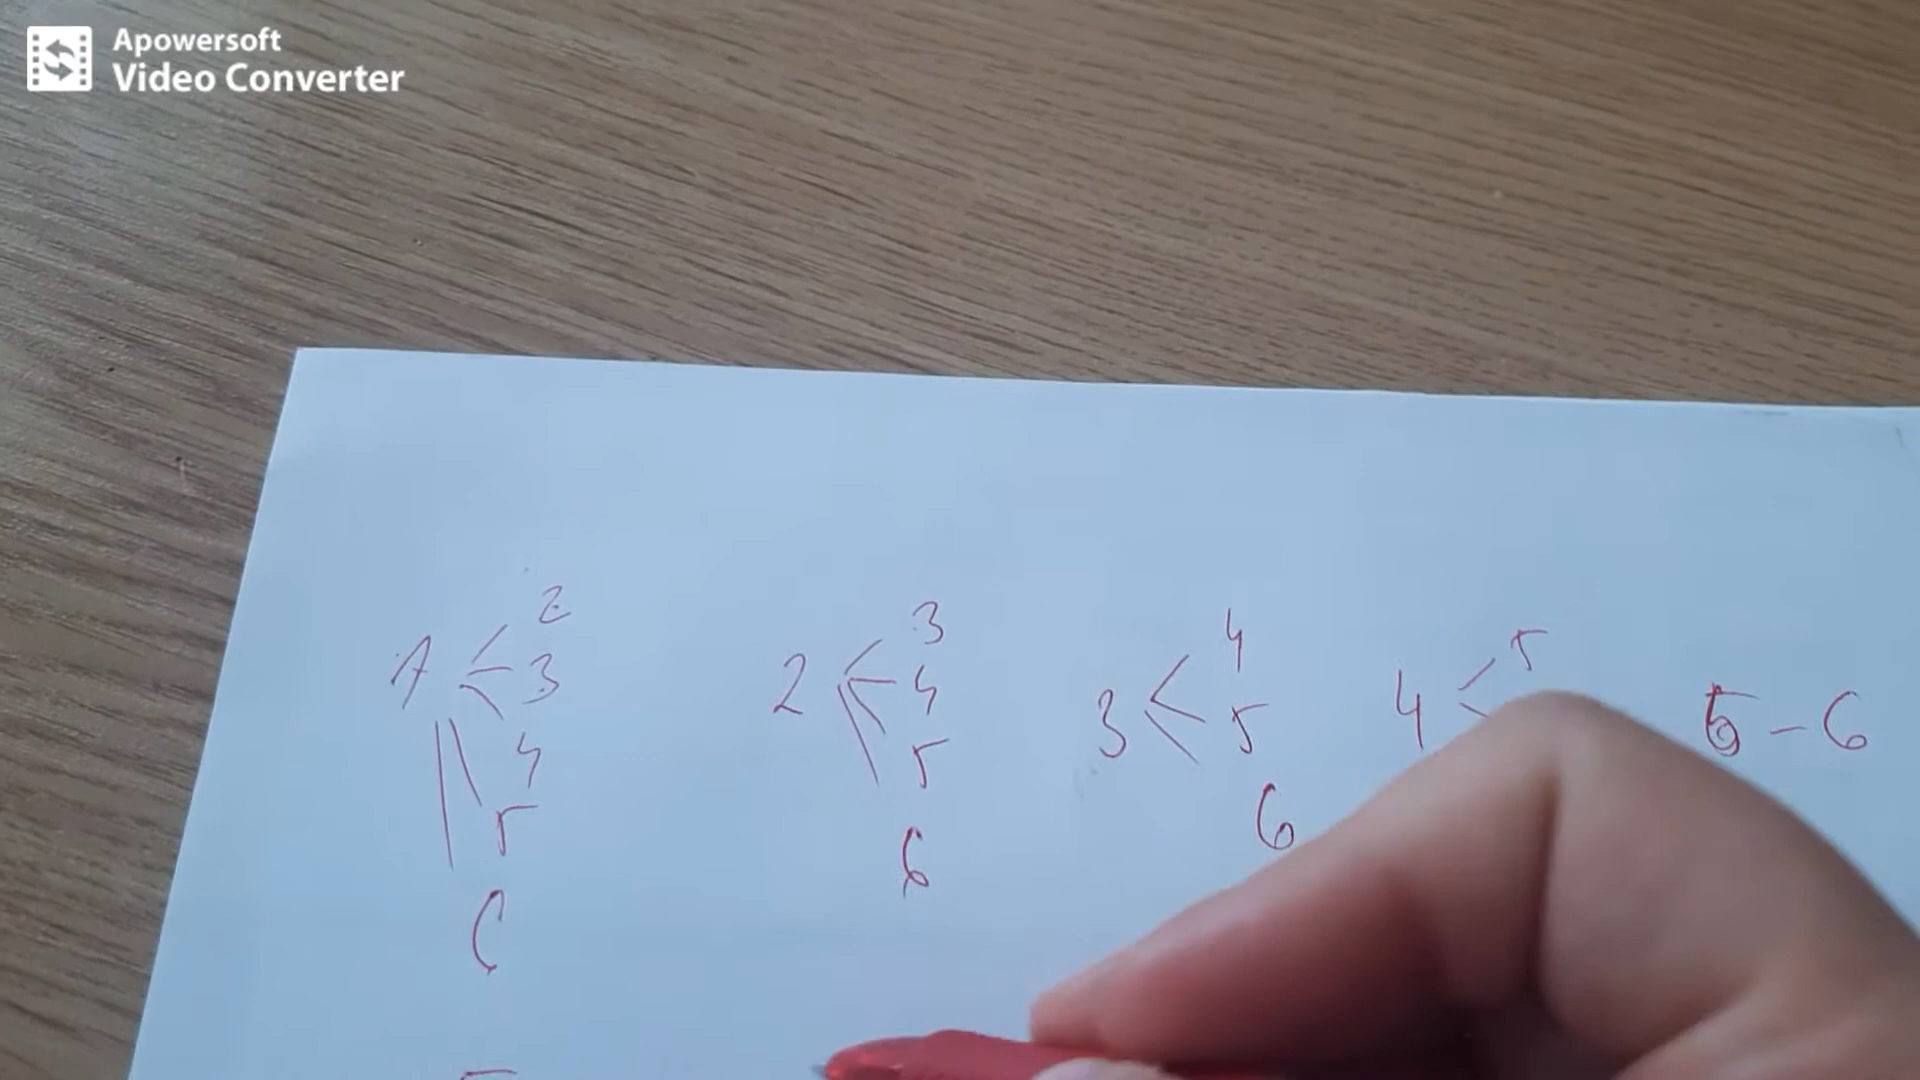 Apowersoft
Video Converter
1 2 3 4 5 6
2 3 4 5 6
3 4 5 6
4 5
5 - 6